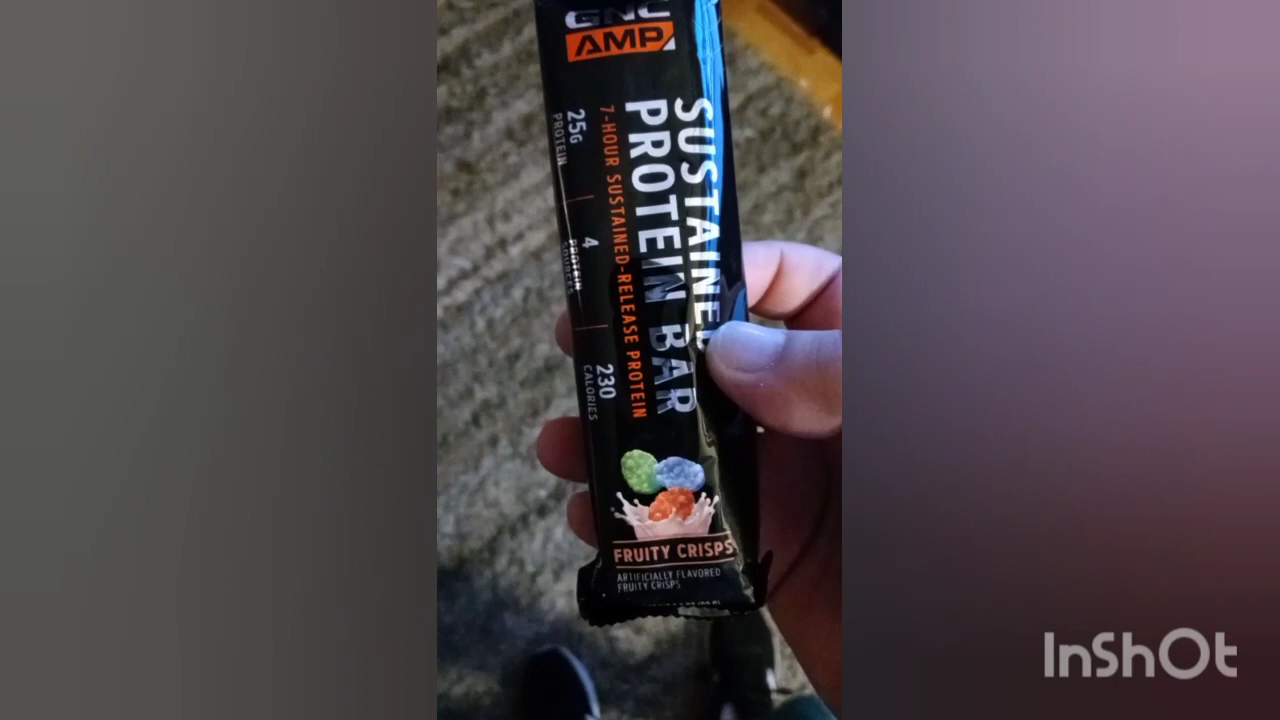 GNC
AMP
SUSTAINED
PROTEIN BAR
7-HOUR SUSTAINED-RELEASE PROTEIN
25G
PROTEIN
4
PROTEIN
SOURCES
230
CALORIES
FRUITY CRISPS
ARTIFICIALLY FLAVORED
FRUITY CRISPS
InShOt